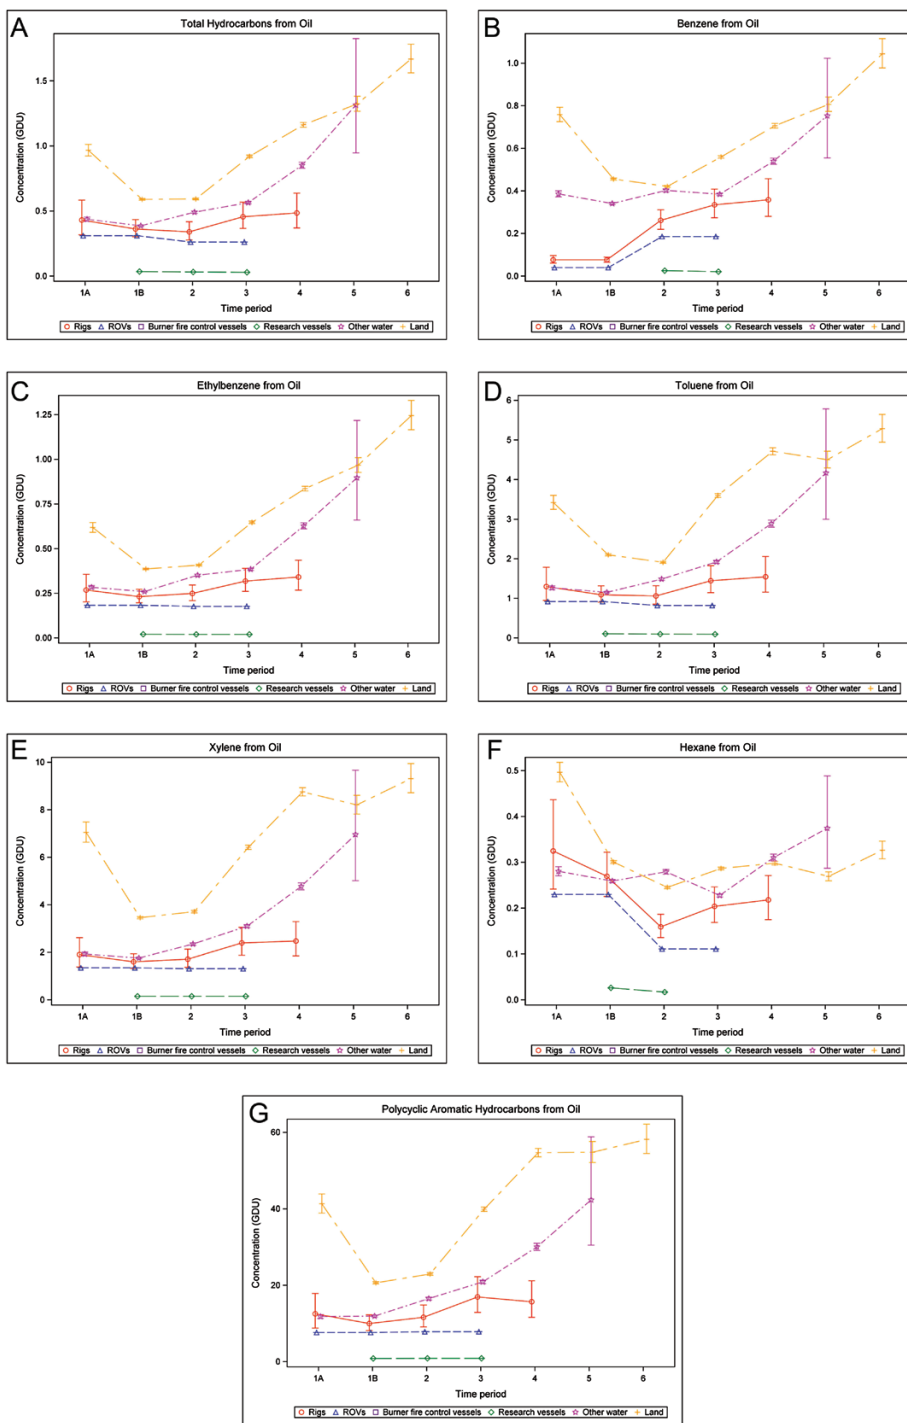 A
Total Hydrocarbons from Oil
Concentration (GDU)
1.5
1.0
0.5
0.0
1A 1B 2 3 4 5 6
Time period
Rigs ROVs Burner fire control vessels Research vessels Other water Land
B
Benzene from Oil
Concentration (GDU)
1.0
0.8
0.6
0.4
0.2
0.0
1A 1B 2 3 4 5 6
Time period
Rigs ROVs Burner fire control vessels Research vessels Other water Land
C
Ethylbenzene from Oil
Concentration (GDU)
1.25
1.00
0.75
0.50
0.25
0.00
1A 1B 2 3 4 5 6
Time period
Rigs ROVs Burner fire control vessels Research vessels Other water Land
D
Toluene from Oil
Concentration (GDU)
6
5
4
3
2
1
0
1A 1B 2 3 4 5 6
Time period
Rigs ROVs Burner fire control vessels Research vessels Other water Land
E
Xylene from Oil
Concentration (GDU)
10
8
6
4
2
0
1A 1B 2 3 4 5 6
Time period
Rigs ROVs Burner fire control vessels Research vessels Other water Land
F
Hexane from Oil
Concentration (GDU)
0.5
0.4
0.3
0.2
0.1
0.0
1A 1B 2 3 4 5 6
Time period
Rigs ROVs Burner fire control vessels Research vessels Other water Land
G
Polycyclic Aromatic Hydrocarbons from Oil
Concentration (GDU)
60
40
20
0
1A 1B 2 3 4 5 6
Time period
Rigs ROVs Burner fire control vessels Research vessels Other water Land